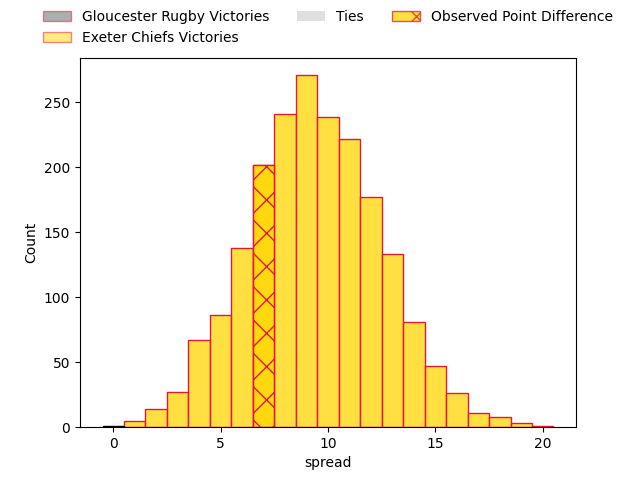 Gloucester Rugby Victories
Ties
Observed Point Difference
Exeter Chiefs Victories
250
200
150
100
50
0
Count
0 5 10 15 20
spread